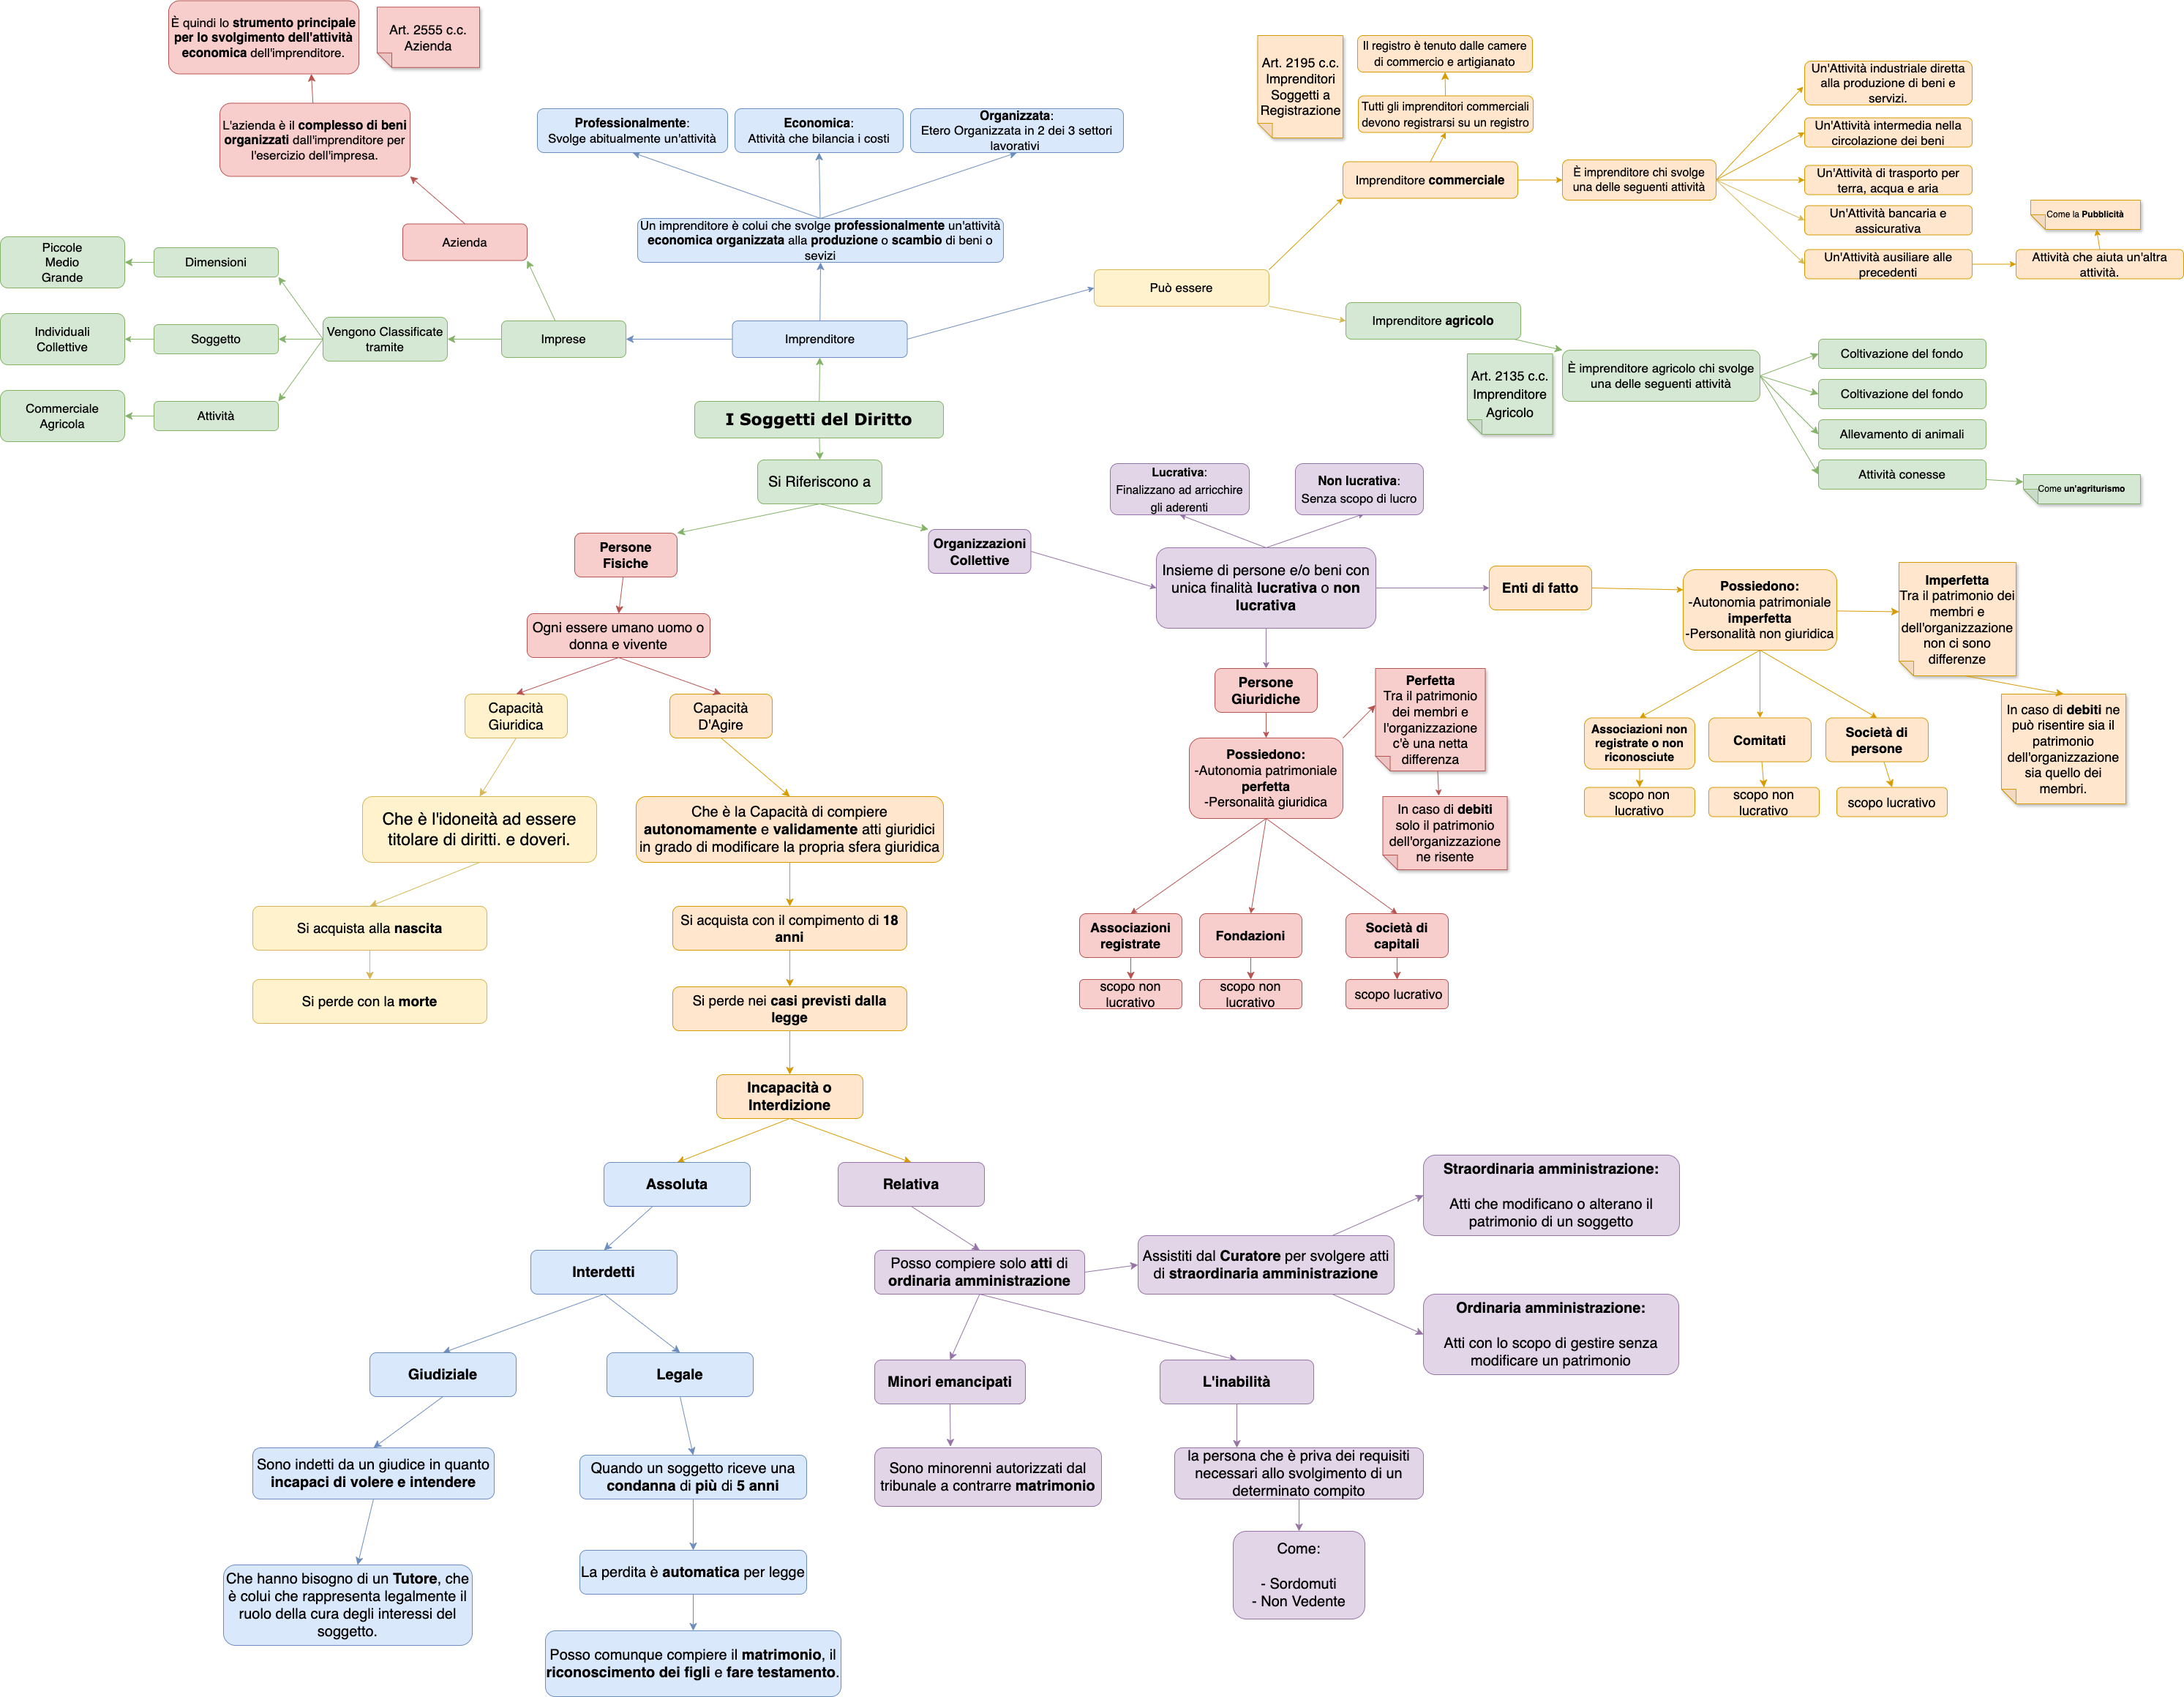 È quindi lo strumento principale
per lo svolgimento dell'attività
economica dell'imprenditore.
Art. 2555 c.c.
Azienda
L'azienda è il complesso di beni
organizzati dall'imprenditore per
l'esercizio dell'impresa.
Azienda
Professionalmente:
Svolge abitualmente un'attività
Economica:
Attività che bilancia i costi
Organizzata:
Etero Organizzata in 2 dei 3 settori
lavorativi
Un imprenditore è colui che svolge professionalmente un'attività
economica organizzata alla produzione o scambio di beni o
sevizi
Piccole
Medio
Grande
Dimensioni
Individuali
Collettive
Soggetto
Commerciale
Agricola
Attività
Vengono Classificate
tramite
Imprese
Imprenditore
Può essere
Art. 2195 c.c.
Imprenditori
Soggetti a
Registrazione
Il registro è tenuto dalle camere
di commercio e artigianato
Tutti gli imprenditori commerciali
devono registrarsi su un registro
Imprenditore commerciale
È imprenditore chi svolge
una delle seguenti attività
Un'Attività industriale diretta
alla produzione di beni e
servizi.
Un'Attività intermedia nella
circolazione dei beni
Un'Attività di trasporto per
terra, acqua e aria
Un'Attività bancaria e
assicurativa
Un'Attività ausiliare alle
precedenti
Come la Pubblicità
Attività che aiuta un'altra
attività.
Imprenditore agricolo
Art. 2135 c.c.
Imprenditore
Agricolo
È imprenditore agricolo chi svolge
una delle seguenti attività
Coltivazione del fondo
Coltivazione del fondo
Allevamento di animali
Attività conesse
Come un'agriturismo
I Soggetti del Diritto
Si Riferiscono a
Persone
Fisiche
Organizzazioni
Collettive
Lucrativa:
Finalizzano ad arricchire
gli aderenti
Non lucrativa:
Senza scopo di lucro
Insieme di persone e/o beni con
unica finalità lucrativa o non
lucrativa
Enti di fatto
Possiedono:
-Autonomia patrimoniale
imperfetta
-Personalità non giuridica
Imperfetta
Tra il patrimonio dei
membri e
dell'organizzazione
non ci sono
differenze
In caso di debiti ne
può risentire sia il
patrimonio
dell'organizzazione
sia quello dei
membri.
Associazioni non
registrate o non
riconosciute
Comitati
Società di
persone
scopo non
lucrativo
scopo non
lucrativo
scopo lucrativo
Persone
Giuridiche
Possiedono:
-Autonomia patrimoniale
perfetta
-Personalità giuridica
Perfetta
Tra il patrimonio
dei membri e
l'organizzazione
c'è una netta
differenza
In caso di debiti
solo il patrimonio
dell'organizzazione
ne risente
Associazioni
registrate
Fondazioni
Società di
capitali
scopo non
lucrativo
scopo non
lucrativo
scopo lucrativo
Ogni essere umano uomo o
donna e vivente
Capacità
Giuridica
Capacità
D'Agire
Che è l'idoneità ad essere
titolare di diritti. e doveri.
Si acquista alla nascita
Si perde con la morte
Che è la Capacità di compiere
autonomamente e validamente atti giuridici
in grado di modificare la propria sfera giuridica
Si acquista con il compimento di 18
anni
Si perde nei casi previsti dalla
legge
Incapacità o
Interdizione
Assoluta
Relativa
Interdetti
Giudiziale
Legale
Sono indetti da un giudice in quanto
incapaci di volere e intendere
Che hanno bisogno di un Tutore, che
è colui che rappresenta legalmente il
ruolo della cura degli interessi del
soggetto.
Quando un soggetto riceve una
condanna di più di 5 anni
La perdita è automatica per legge
Posso comunque compiere il matrimonio, il
riconoscimento dei figli e fare testamento.
Posso compiere solo atti di
ordinaria amministrazione
Assistiti dal Curatore per svolgere atti
di straordinaria amministrazione
Straordinaria amministrazione:
Atti che modificano o alterano il
patrimonio di un soggetto
Ordinaria amministrazione:
Atti con lo scopo di gestire senza
modificare un patrimonio
Minori emancipati
Sono minorenni autorizzati dal
tribunale a contrarre matrimonio
L'inabilità
la persona che è priva dei requisiti
necessari allo svolgimento di un
determinato compito
Come:
- Sordomuti
- Non Vedente